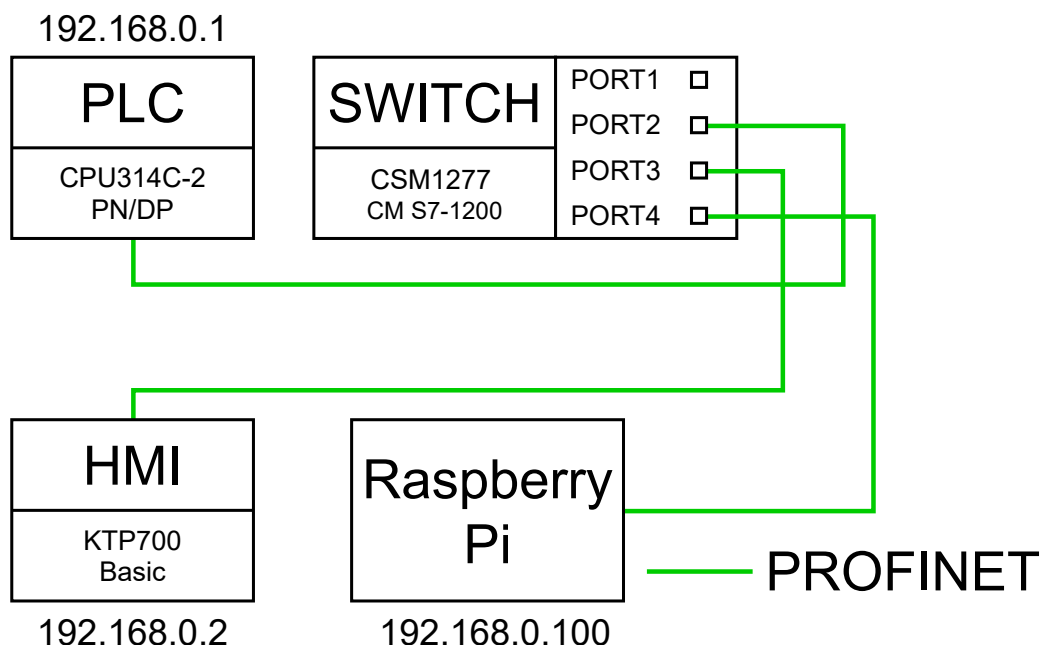 192.168.0.1
PLC
CPU314C-2
PN/DP
SWITCH
CSM1277
CM S7-1200
PORT1
PORT2
PORT3
PORT4
HMI
KTP700
Basic
192.168.0.2
Raspberry
Pi
192.168.0.100
PROFINET